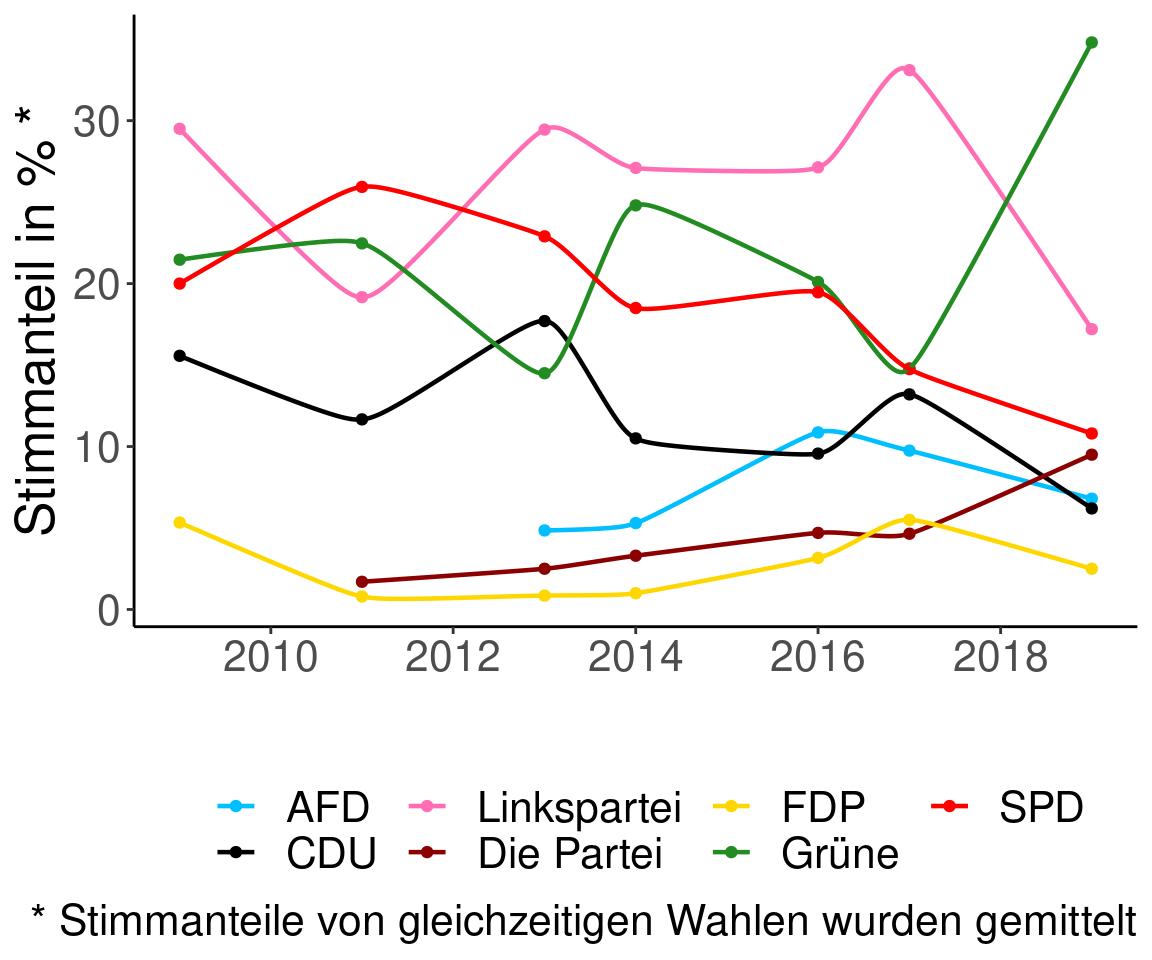 Stimmanteil in % *
30
20
10
0
2010 2012 2014 2016 2018
AFD Linkspartei FDP SPD
CDU Die Partei Grüne
* Stimmanteile von gleichzeitigen Wahlen wurden gemittelt